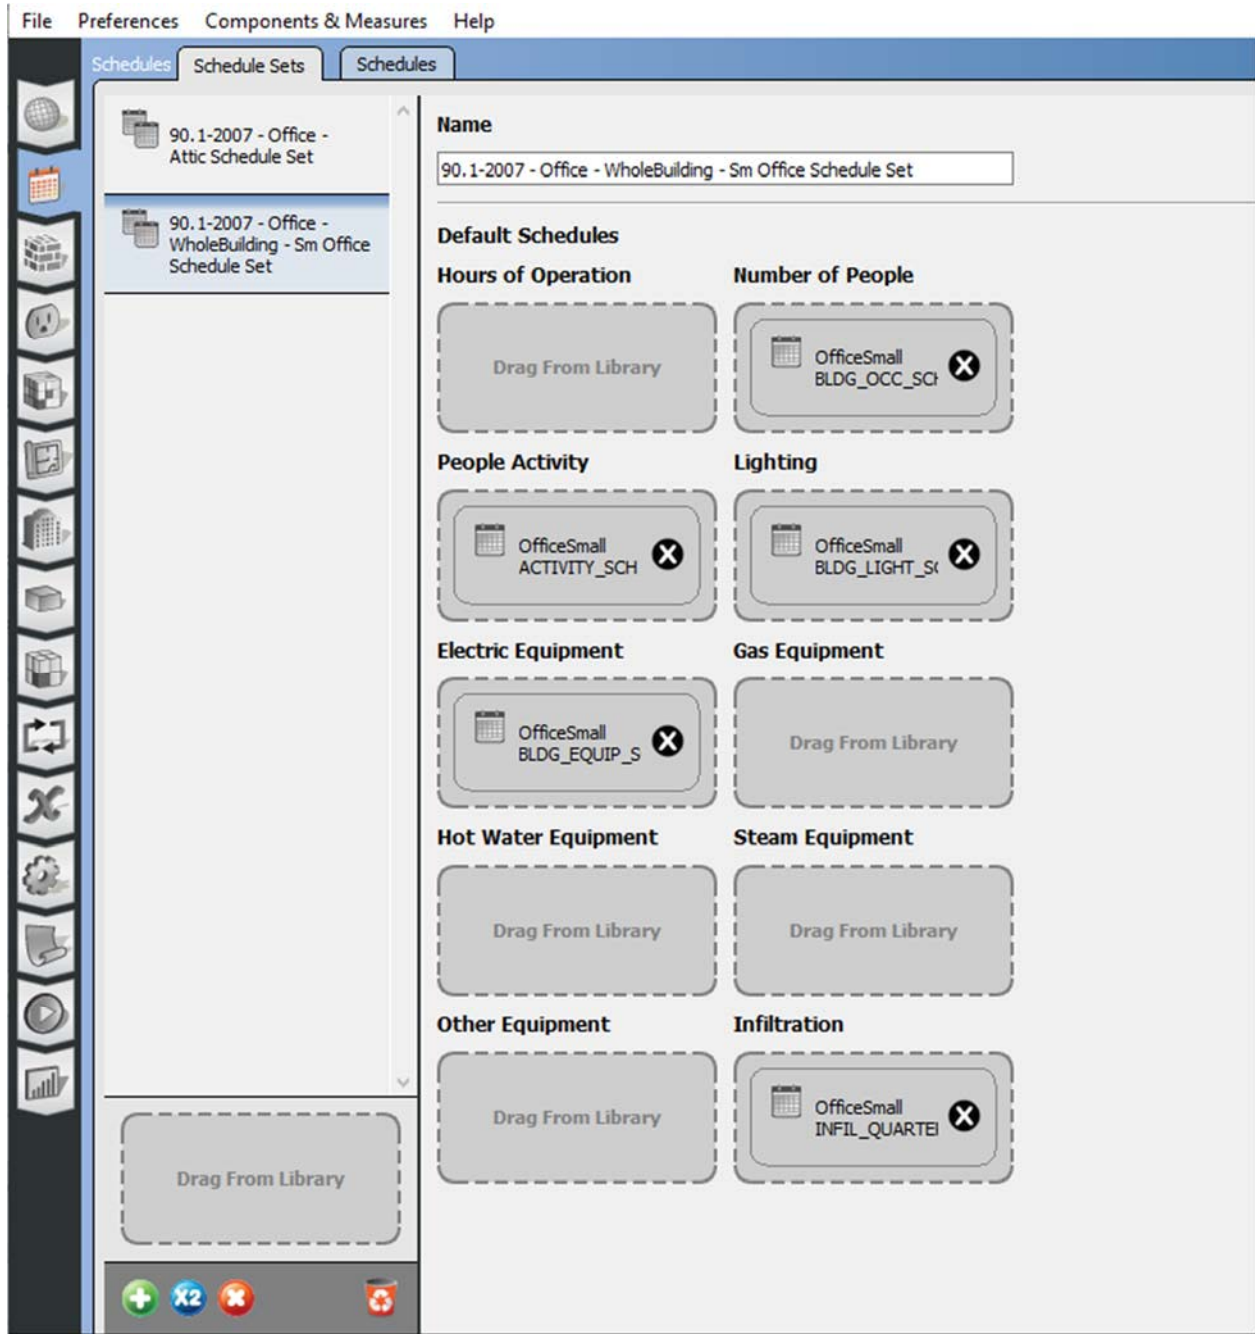 File Preferences Components & Measures Help
Schedules Schedule Sets Schedules
90.1-2007 - Office -
Attic Schedule Set
90.1-2007 - Office -
WholeBuilding - Sm Office
Schedule Set
Drag From Library
X2
Name
90.1-2007 - Office - WholeBuilding - Sm Office Schedule Set
Default Schedules
Hours of Operation Number of People
Drag From Library
OfficeSmall
BLDG_OCC_SCH
People Activity Lighting
OfficeSmall OfficeSmall
ACTIVITY_SCH BLDG_LIGHT_SC
Electric Equipment Gas Equipment
OfficeSmall
BLDG_EQUIP_S
Drag From Library
Hot Water Equipment Steam Equipment
Drag From Library Drag From Library
Other Equipment Infiltration
Drag From Library
OfficeSmall
INFIL_QUARTE